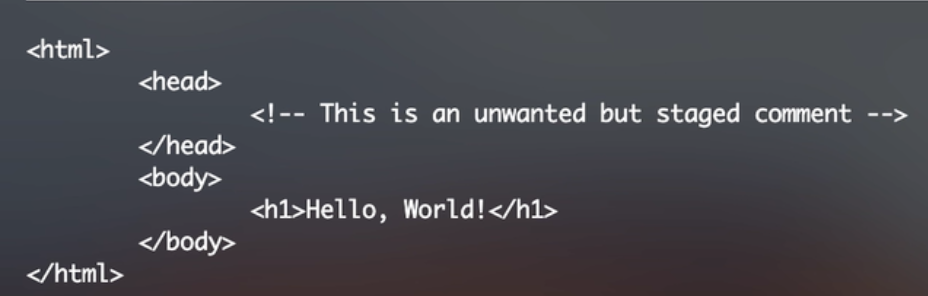 <html>
	<head>
		<!-- This is an unwanted but staged comment -->
	</head>
	<body>
		<h1>Hello, World!</h1>
	</body>
</html>